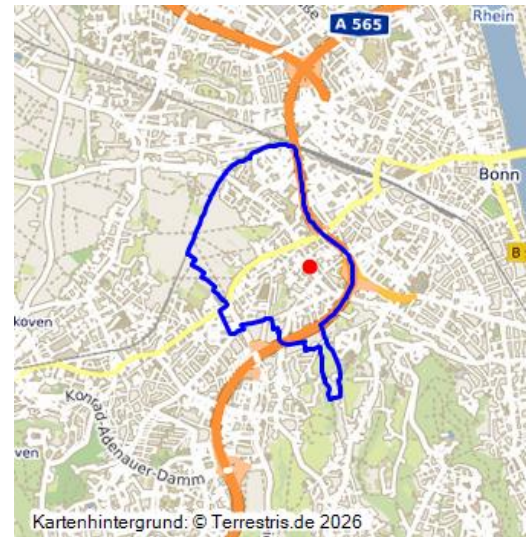 A 565
Rhein
Bonn
B
koven
Konrad-Adenauer-Damm
ven
Kartenhintergrund: © Terrestris.de 2026